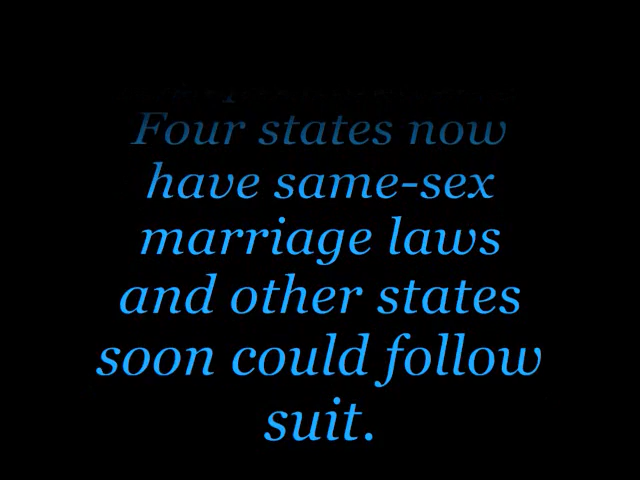 Four states now
have same-sex
marriage laws
and other states
soon could follow
suit.